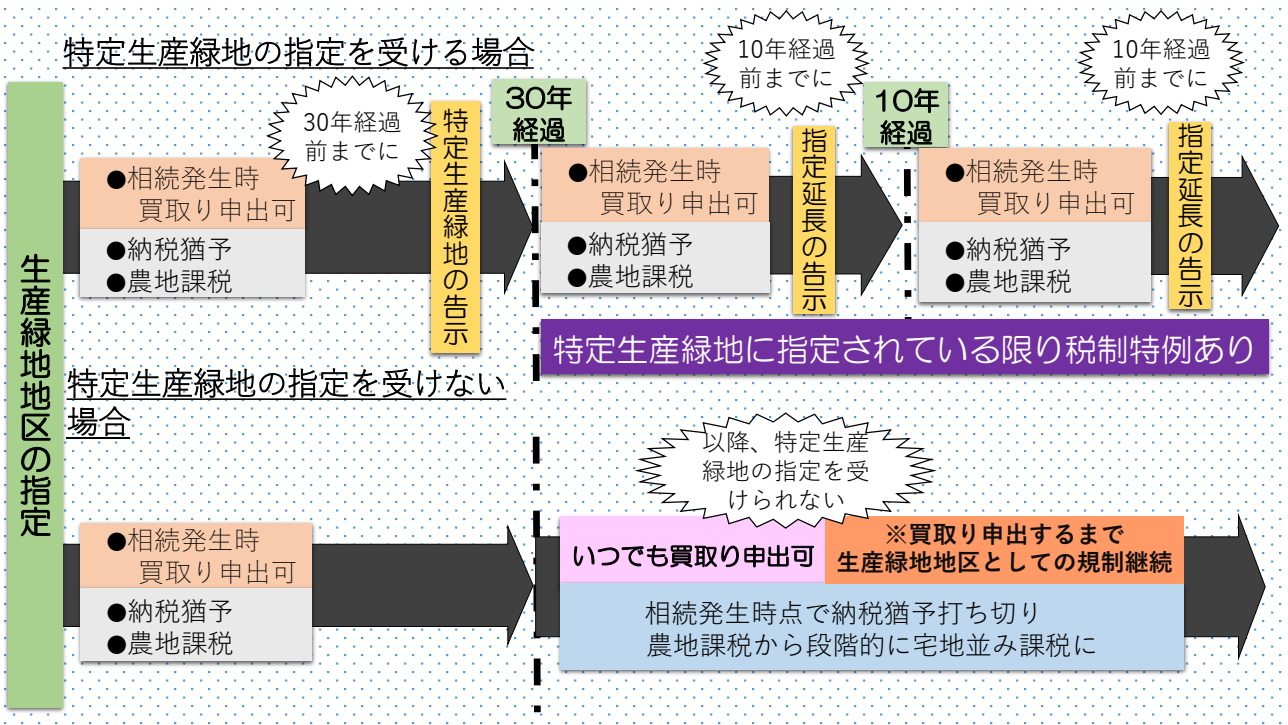 生産緑地地区の指定
特定生産緑地の指定を受ける場合
●相続発生時
買取り申出可
●納税猶予
●農地課税
30年経過
前までに
特定生産緑地の告示
30年
経過
●相続発生時
買取り申出可
●納税猶予
●農地課税
10年経過
前までに
指定延長の告示
10年
経過
●相続発生時
買取り申出可
●納税猶予
●農地課税
10年経過
前までに
指定延長の告示
特定生産緑地に指定されている限り税制特例あり
特定生産緑地の指定を受けない
場合
●相続発生時
買取り申出可
●納税猶予
●農地課税
以降、特定生産
緑地の指定を受
けられない
いつでも買取り申出可
※買取り申出するまで
生産緑地地区としての規制継続
相続発生時点で納税猶予打ち切り
農地課税から段階的に宅地並み課税に